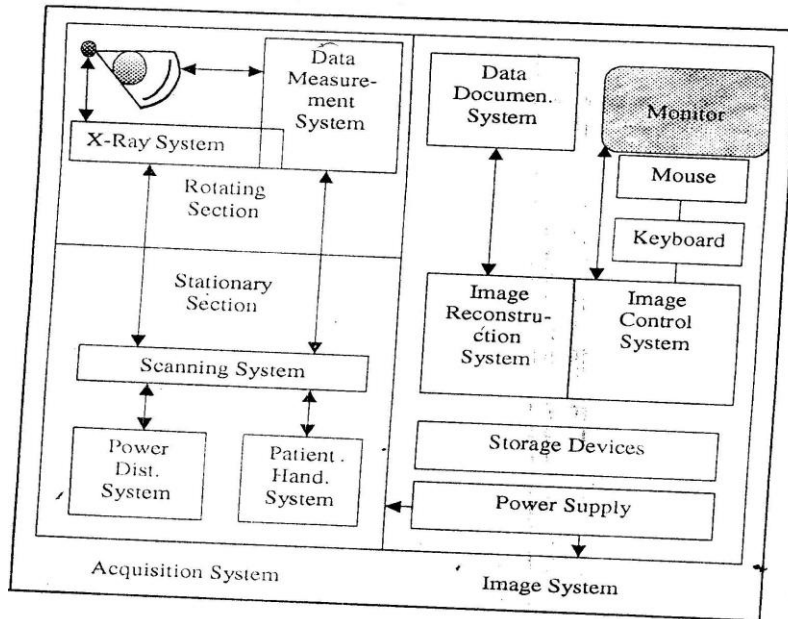 Data
Measure-
ment
System
X-Ray System
Rotating
Section
Stationary
Section
Scanning System
Power
Dist.
System
Patient
Hand.
System
Acquisition System
Data
Documen.
System
Monitor
Mouse
Keyboard
Image
Reconstru-
ction
System
Image
Control
System
Storage Devices
Power Supply
Image System